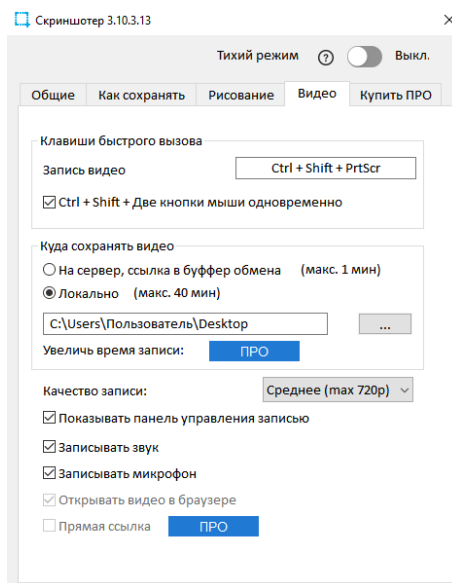 Скриншотер 3.10.3.13
Тихий режим ? Выкл.
Общие Как сохранять Рисование Видео Купить ПРО
Клавиши быстрого вызова
Запись видео Ctrl + Shift + PrtScr
Ctrl + Shift + Две кнопки мыши одновременно
Куда сохранять видео
На сервер, ссылка в буффер обмена (макс. 1 мин)
Локально (макс. 40 мин)
C:\Users\Пользователь\Desktop ...
Увеличь время записи: ПРО
Качество записи: Среднее (max 720p)
Показывать панель управления записью
Записывать звук
Записывать микрофон
Открывать видео в браузере
Прямая ссылка ПРО